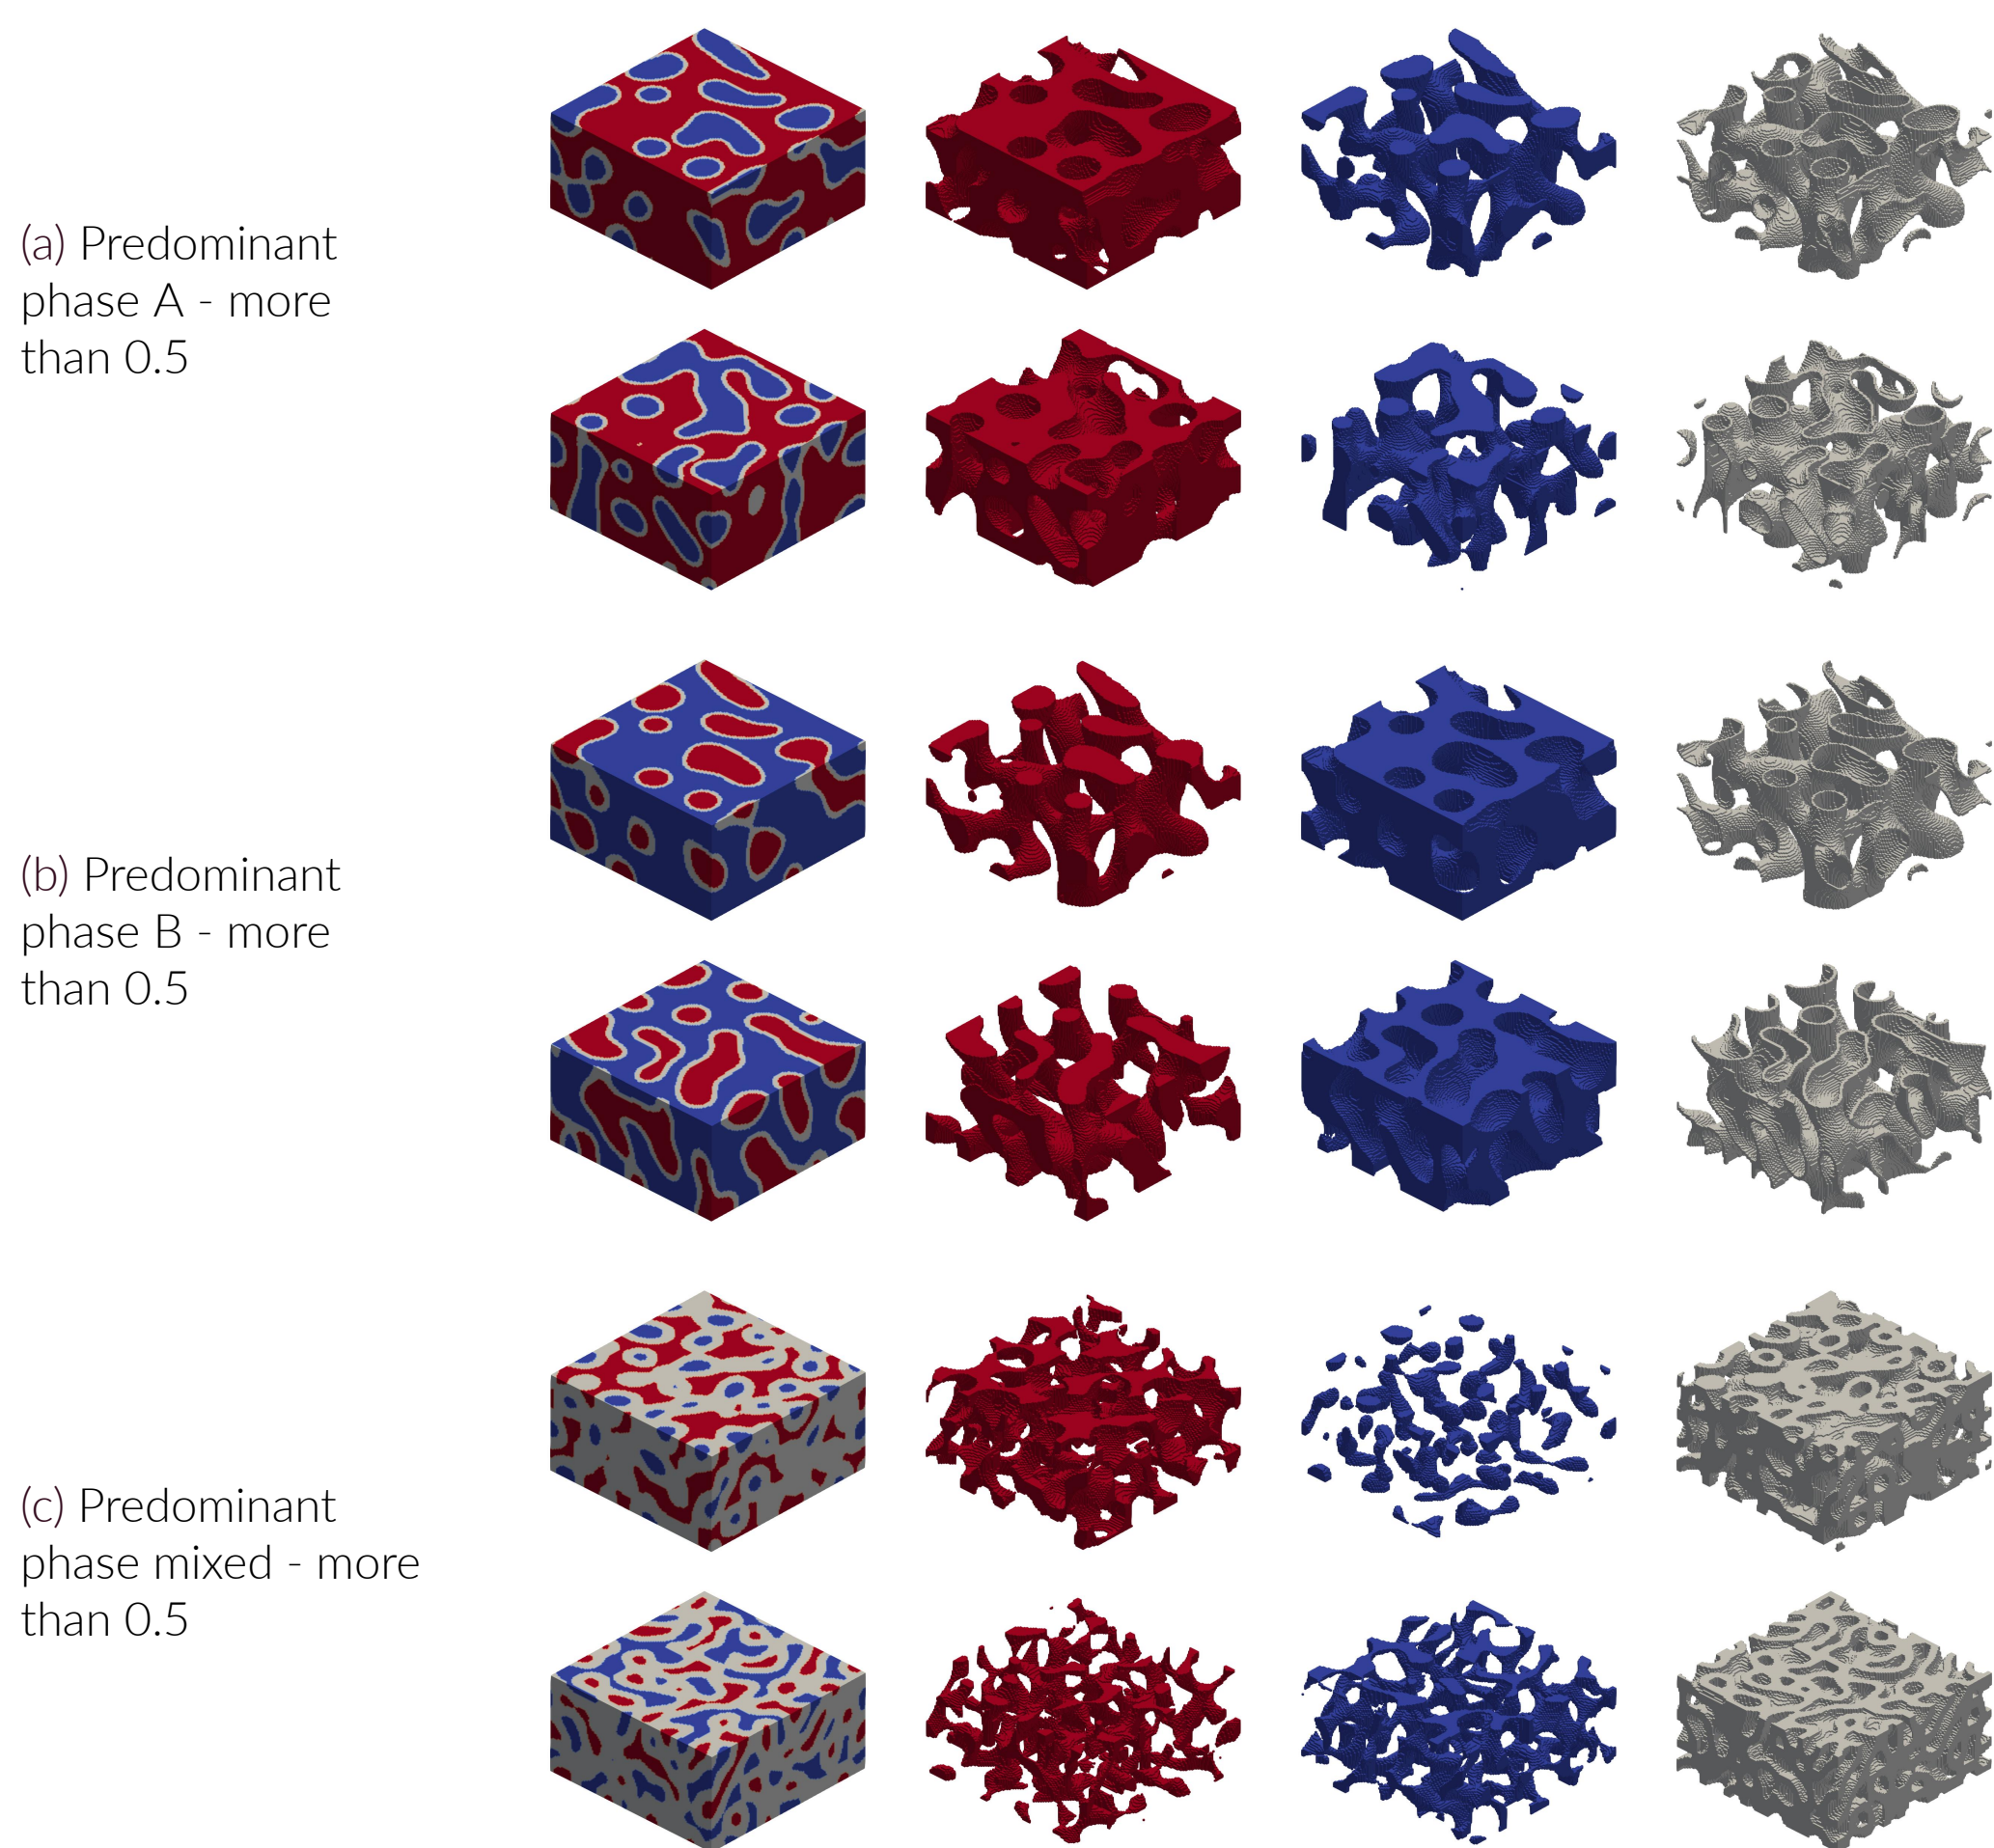 (a) Predominant
phase A - more
than 0.5
(b) Predominant
phase B - more
than 0.5
(c) Predominant
phase mixed - more
than 0.5